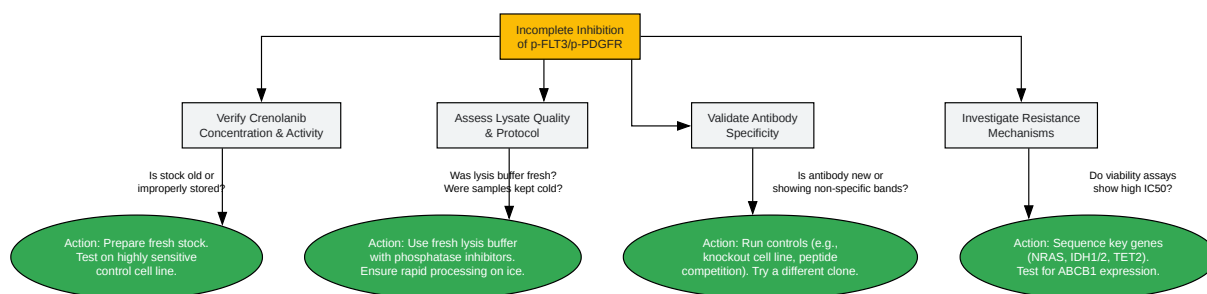 Incomplete Inhibition
of p-FLT3/p-PDGFR
Verify Crenolanib
Concentration & Activity
Assess Lysate Quality
& Protocol
Validate Antibody
Specificity
Investigate Resistance
Mechanisms
Is stock old or
improperly stored?
Was lysis buffer fresh?
Were samples kept cold?
Is antibody new or
showing non-specific bands?
Do viability assays
show high IC50?
Action: Prepare fresh stock.
Test on highly sensitive
control cell line.
Action: Use fresh lysis buffer
with phosphatase inhibitors.
Ensure rapid processing on ice.
Action: Run controls (e.g.,
knockout cell line, peptide
competition). Try a different clone.
Action: Sequence key genes
(NRAS, IDH1/2, TET2).
Test for ABCB1 expression.